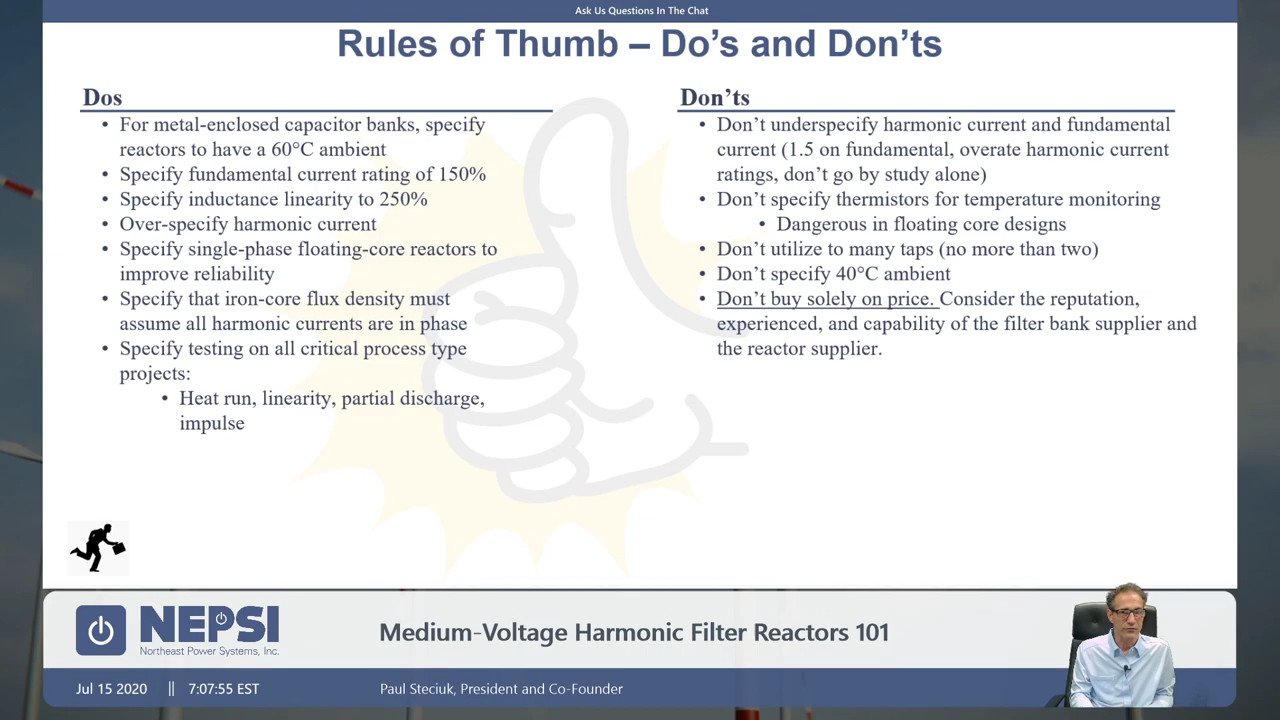 Ask Us Questions In The Chat
Rules of Thumb – Do’s and Don’ts
Dos
• For metal-enclosed capacitor banks, specify
reactors to have a 60°C ambient
• Specify fundamental current rating of 150%
• Specify inductance linearity to 250%
• Over-specify harmonic current
• Specify single-phase floating-core reactors to
improve reliability
• Specify that iron-core flux density must
assume all harmonic currents are in phase
• Specify testing on all critical process type
projects:
• Heat run, linearity, partial discharge,
impulse
Don’ts
• Don’t underspecify harmonic current and fundamental
current (1.5 on fundamental, overate harmonic current
ratings, don’t go by study alone)
• Don’t specify thermistors for temperature monitoring
• Dangerous in floating core designs
• Don’t utilize to many taps (no more than two)
• Don’t specify 40°C ambient
• Don’t buy solely on price. Consider the reputation,
experienced, and capability of the filter bank supplier and
the reactor supplier.
NEPSI
Northeast Power Systems, Inc.
Medium-Voltage Harmonic Filter Reactors 101
Jul 15 2020 || 7:07:55 EST
Paul Steciuk, President and Co-Founder